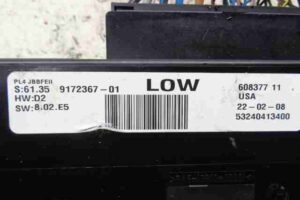 PL4 JBBFEII
S:61.35 9172367-01 LOW 608377 11
HW:D2 USA
SW:8.02.E5 22-02-08
53240413400